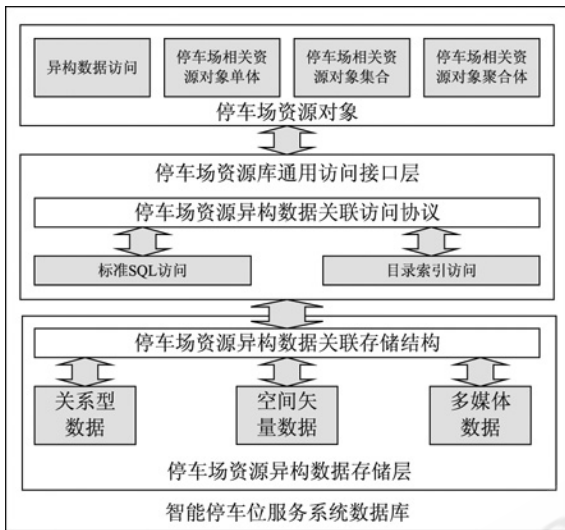 异构数据访问
停车场相关资
源对象单体
停车场相关资
源对象集合
停车场相关资
源对象聚合体
停车场资源对象
停车场资源库通用访问接口层
停车场资源异构数据关联访问协议
标准SQL访问
目录索引访问
停车场资源异构数据关联存储结构
关系型
数据
空间矢
量数据
多媒体
数据
停车场资源异构数据存储层
智能停车位服务系统数据库